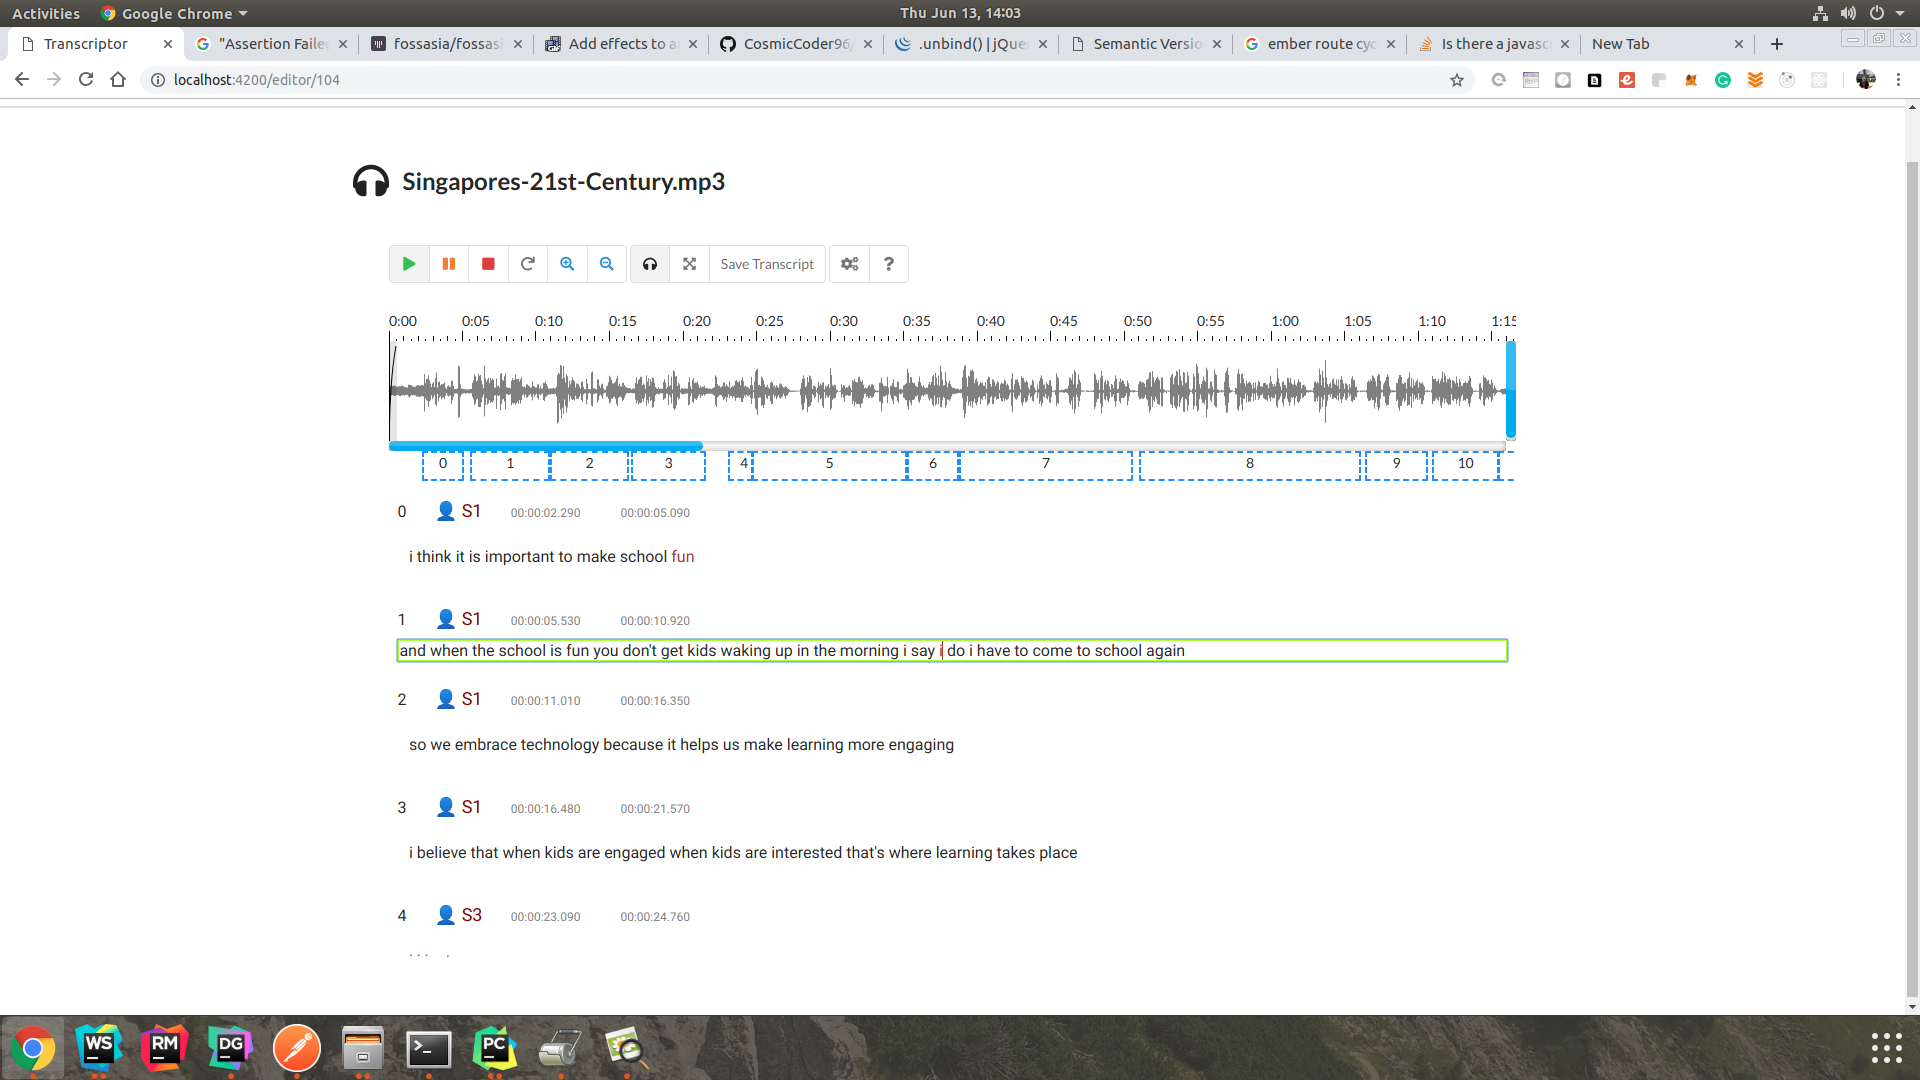 Activities Google Chrome Thu Jun 13, 14:03
Transcriptor "Assertion Failed fossasia/fossasi Add effects to a CosmicCoder96/ .unbind() | jQuer Semantic Versio ember route cyc Is there a javasc New Tab
localhost:4200/editor/104
Singapores-21st-Century.mp3
Save Transcript ?
0:00 0:05 0:10 0:15 0:20 0:25 0:30 0:35 0:40 0:45 0:50 0:55 1:00 1:05 1:10 1:15
0 1 2 3 4 5 6 7 8 9 10
0 S1 00:00:02.290 00:00:05.090
i think it is important to make school fun
1 S1 00:00:05.530 00:00:10.920
and when the school is fun you don't get kids waking up in the morning i say i do i have to come to school again
2 S1 00:00:11.010 00:00:16.350
so we embrace technology because it helps us make learning more engaging
3 S1 00:00:16.480 00:00:21.570
i believe that when kids are engaged when kids are interested that's where learning takes place
4 S3 00:00:23.090 00:00:24.760
WS RM DG >_ PC